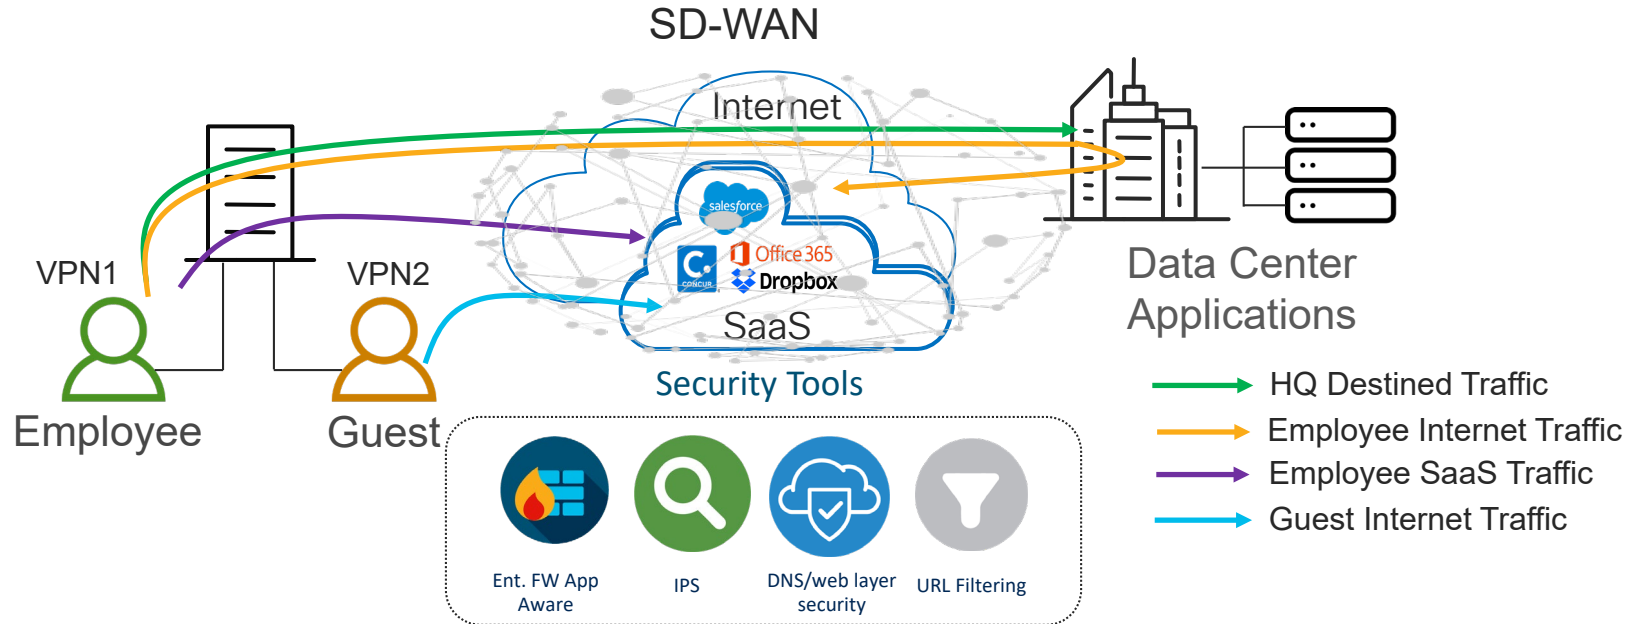 SD-WAN
Internet
salesforce
C.
CONCUR
Office 365
Dropbox
SaaS
VPN1
VPN2
Employee
Guest
Data Center
Applications
Security Tools
Ent. FW App
Aware
IPS
DNS/web layer
security
URL Filtering
HQ Destined Traffic
Employee Internet Traffic
Employee SaaS Traffic
Guest Internet Traffic